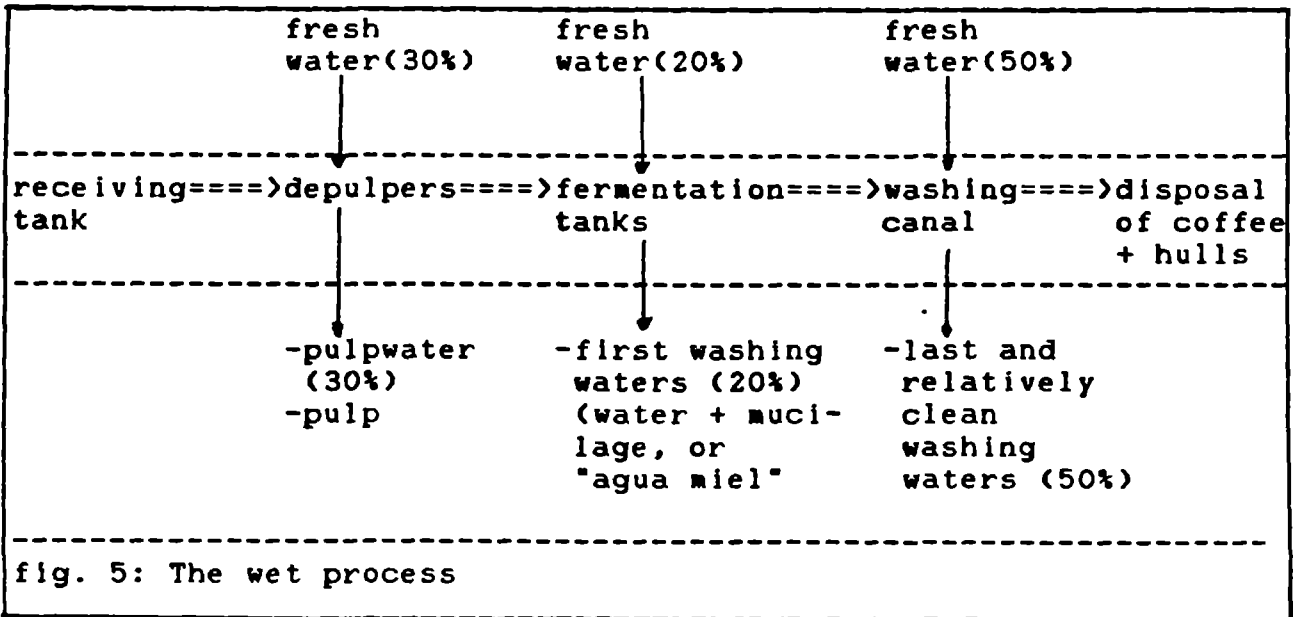 fresh fresh fresh
water(30%) water(20%) water(50%)
receiving====>depulpers====>fermentation====>washing====>disposal
tank tanks canal of coffee
+ hulls
-pulpwater -first washing -last and
(30%) waters (20%) relatively
-pulp (water + muci- clean
lage, or washing
"agua miel" waters (50%)
fig. 5: The wet process